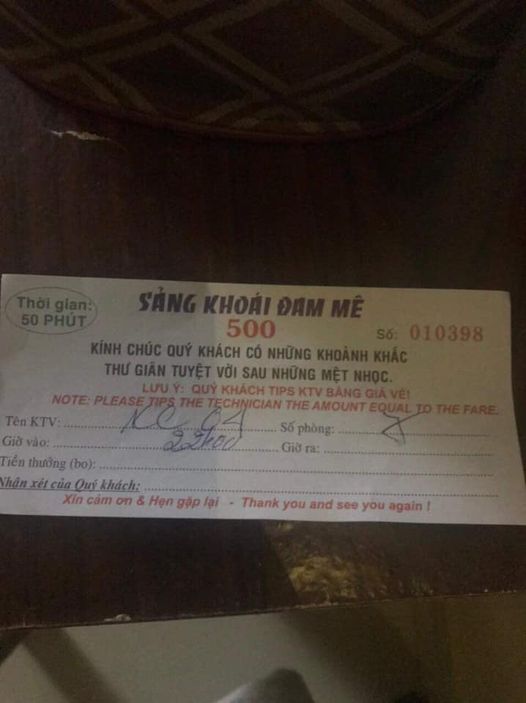 Thời gian:
50 PHÚT
SẢNG KHOÁI ĐAM MÊ
500
Số: 010398
KÍNH CHÚC QUÝ KHÁCH CÓ NHỮNG KHOẢNH KHẮC
THƯ GIÃN TUYỆT VỜI SAU NHỮNG MỆT NHỌC.
LƯU Ý: QUÝ KHÁCH TIPS KTV BẰNG GIÁ VÉ!
NOTE: PLEASE TIPS THE TECHNICIAN THE AMOUNT EQUAL TO THE FARE.
Tên KTV: Số phòng:
Giờ vào: 22h00 Giờ ra:
Tiền thưởng (bo):
Nhận xét của Quý khách:
Xin cảm ơn & Hẹn gặp lại - Thank you and see you again !